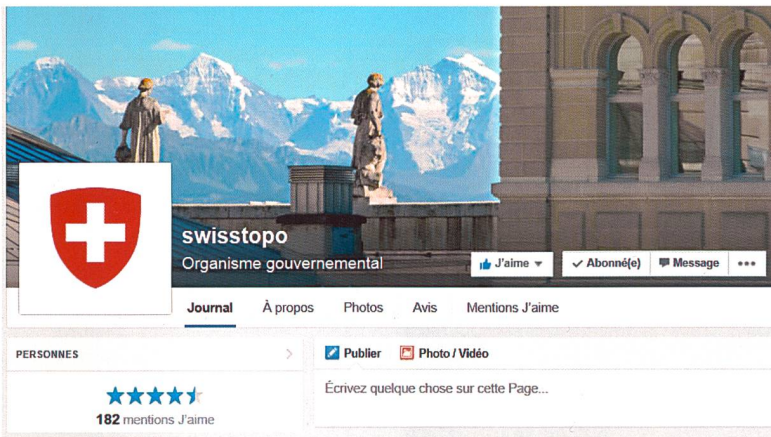 swisstopo
Organisme gouvernemental
J'aime
Abonné(e)
Message
Journal À propos Photos Avis Mentions J'aime
PERSONNES
182 mentions J'aime
Publier Photo / Vidéo
Écrivez quelque chose sur cette Page...